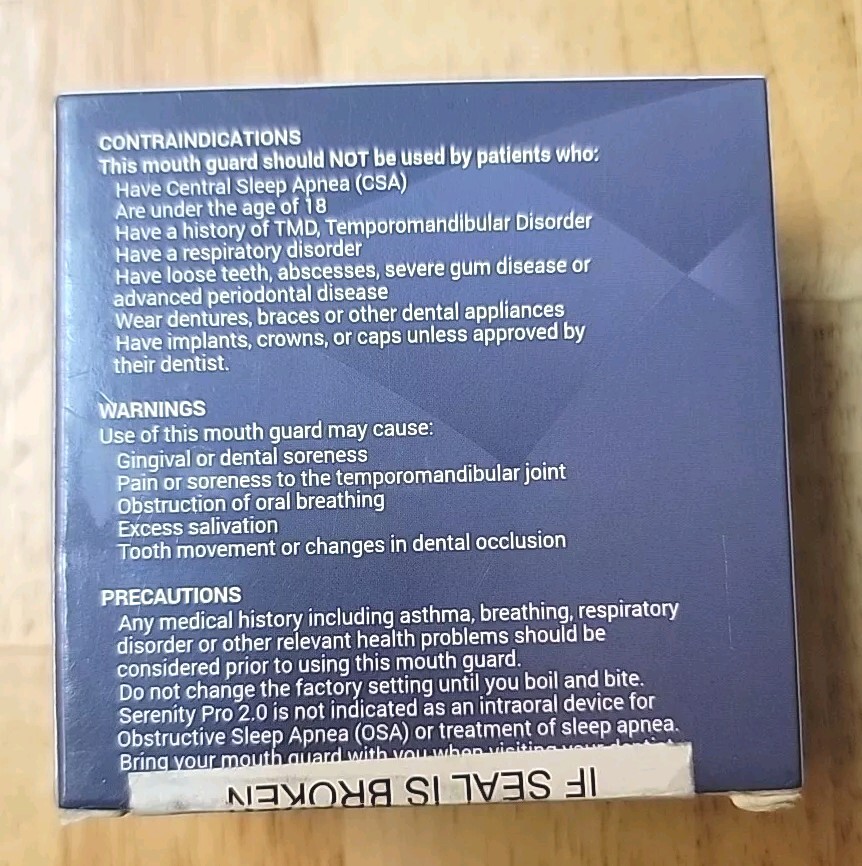 CONTRAINDICATIONS
This mouth guard should NOT be used by patients who:
Have Central Sleep Apnea (CSA)
Are under the age of 18
Have a history of TMD, Temporomandibular Disorder
Have a respiratory disorder
Have loose teeth, abscesses, severe gum disease or
advanced periodontal disease
Wear dentures, braces or other dental appliances
Have implants, crowns, or caps unless approved by
their dentist.
WARNINGS
Use of this mouth guard may cause:
Gingival or dental soreness
Pain or soreness to the temporomandibular joint
Obstruction of oral breathing
Excess salivation
Tooth movement or changes in dental occlusion
PRECAUTIONS
Any medical history including asthma, breathing, respiratory
disorder or other relevant health problems should be
considered prior to using this mouth guard.
Do not change the factory setting until you boil and bite.
Serenity Pro 2.0 is not indicated as an intraoral device for
Obstructive Sleep Apnea (OSA) or treatment of sleep apnea.
Bring your mouth guard with you when visiting your
IF SEAL IS BROKEN